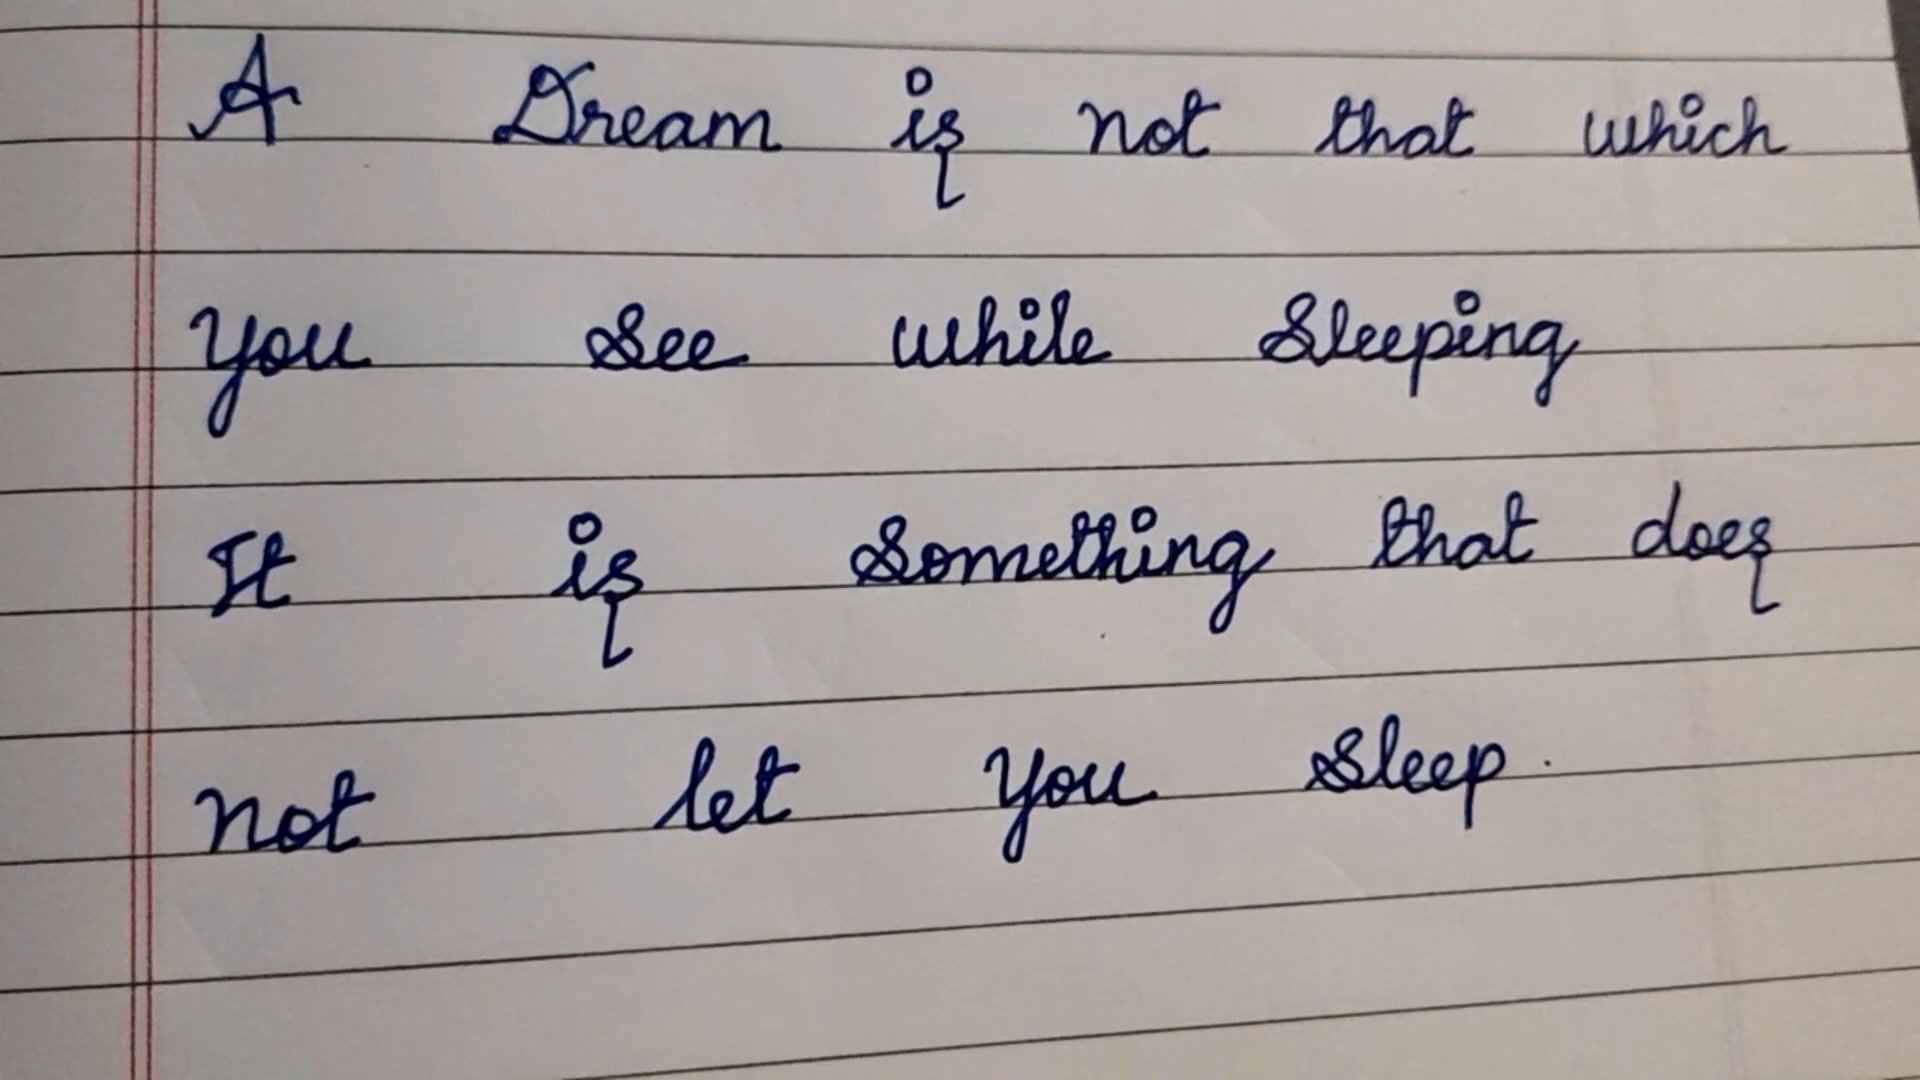 A Dream is not that which
you see while sleeping
It is something that does
not let you sleep.